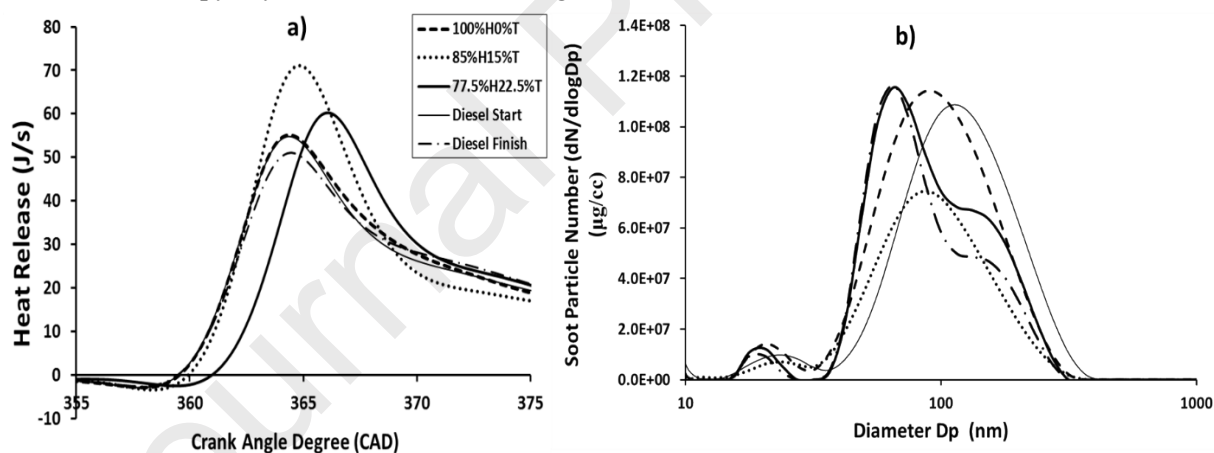 a)
80
70
60
50
40
30
20
10
0
-10
Heat Release (J/s)
355
360
365
370
375
Crank Angle Degree (CAD)
100%H0%T
85%H15%T
77.5%H22.5%T
Diesel Start
Diesel Finish
b)
1.4E+08
1.2E+08
1.0E+08
8.0E+07
6.0E+07
4.0E+07
2.0E+07
0.0E+00
Soot Particle Number (dN/dlogDp)
(μg/cc)
10
100
1000
Diameter Dp (nm)